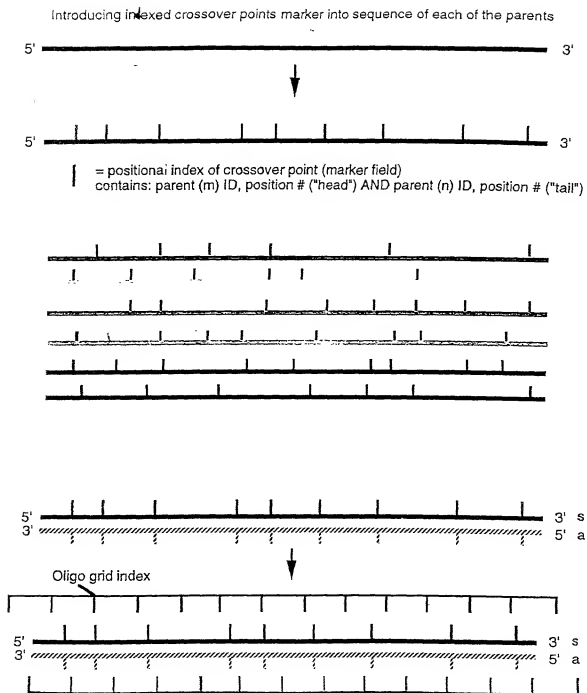 Introducing indexed crossover points marker into sequence of each of the parents
5' 3'
5' 3'
= positional index of crossover point (marker field)
contains: parent (m) ID, position # ("head") AND parent (n) ID, position # ("tail")
5' 3' s
3' 5' a
Oligo grid index
5' 3' s
3' 5' a